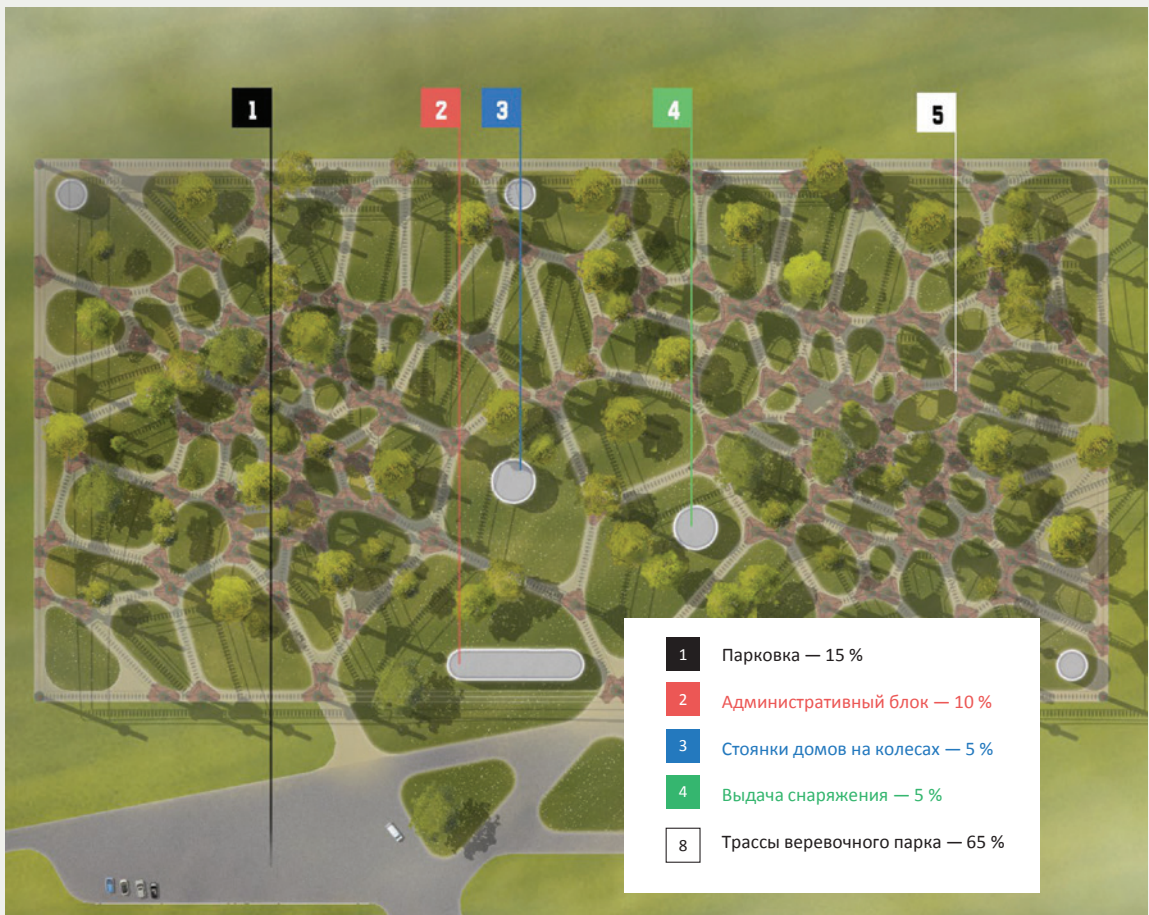 1
2
3
4
5
1 Парковка — 15 %
2 Административный блок — 10 %
3 Стоянки домов на колесах — 5 %
4 Выдача снаряжения — 5 %
8 Трассы веревочного парка — 65 %